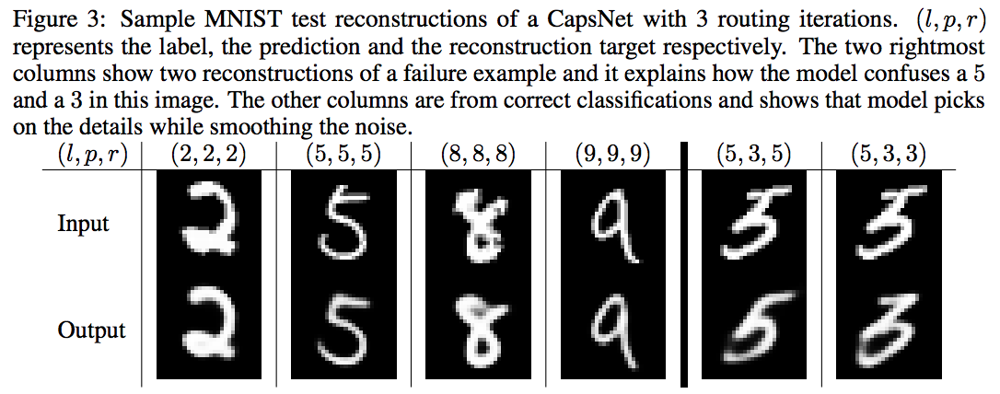 Figure 3: Sample MNIST test reconstructions of a CapsNet with 3 routing iterations. (l, p, r)
represents the label, the prediction and the reconstruction target respectively. The two rightmost
columns show two reconstructions of a failure example and it explains how the model confuses a 5
and a 3 in this image. The other columns are from correct classifications and shows that model picks
on the details while smoothing the noise.
(l, p, r) (2, 2, 2) (5, 5, 5) (8, 8, 8) (9, 9, 9) (5, 3, 5) (5, 3, 3)
Input 2 5 8 9 5 5
Output 2 5 8 9 5 3